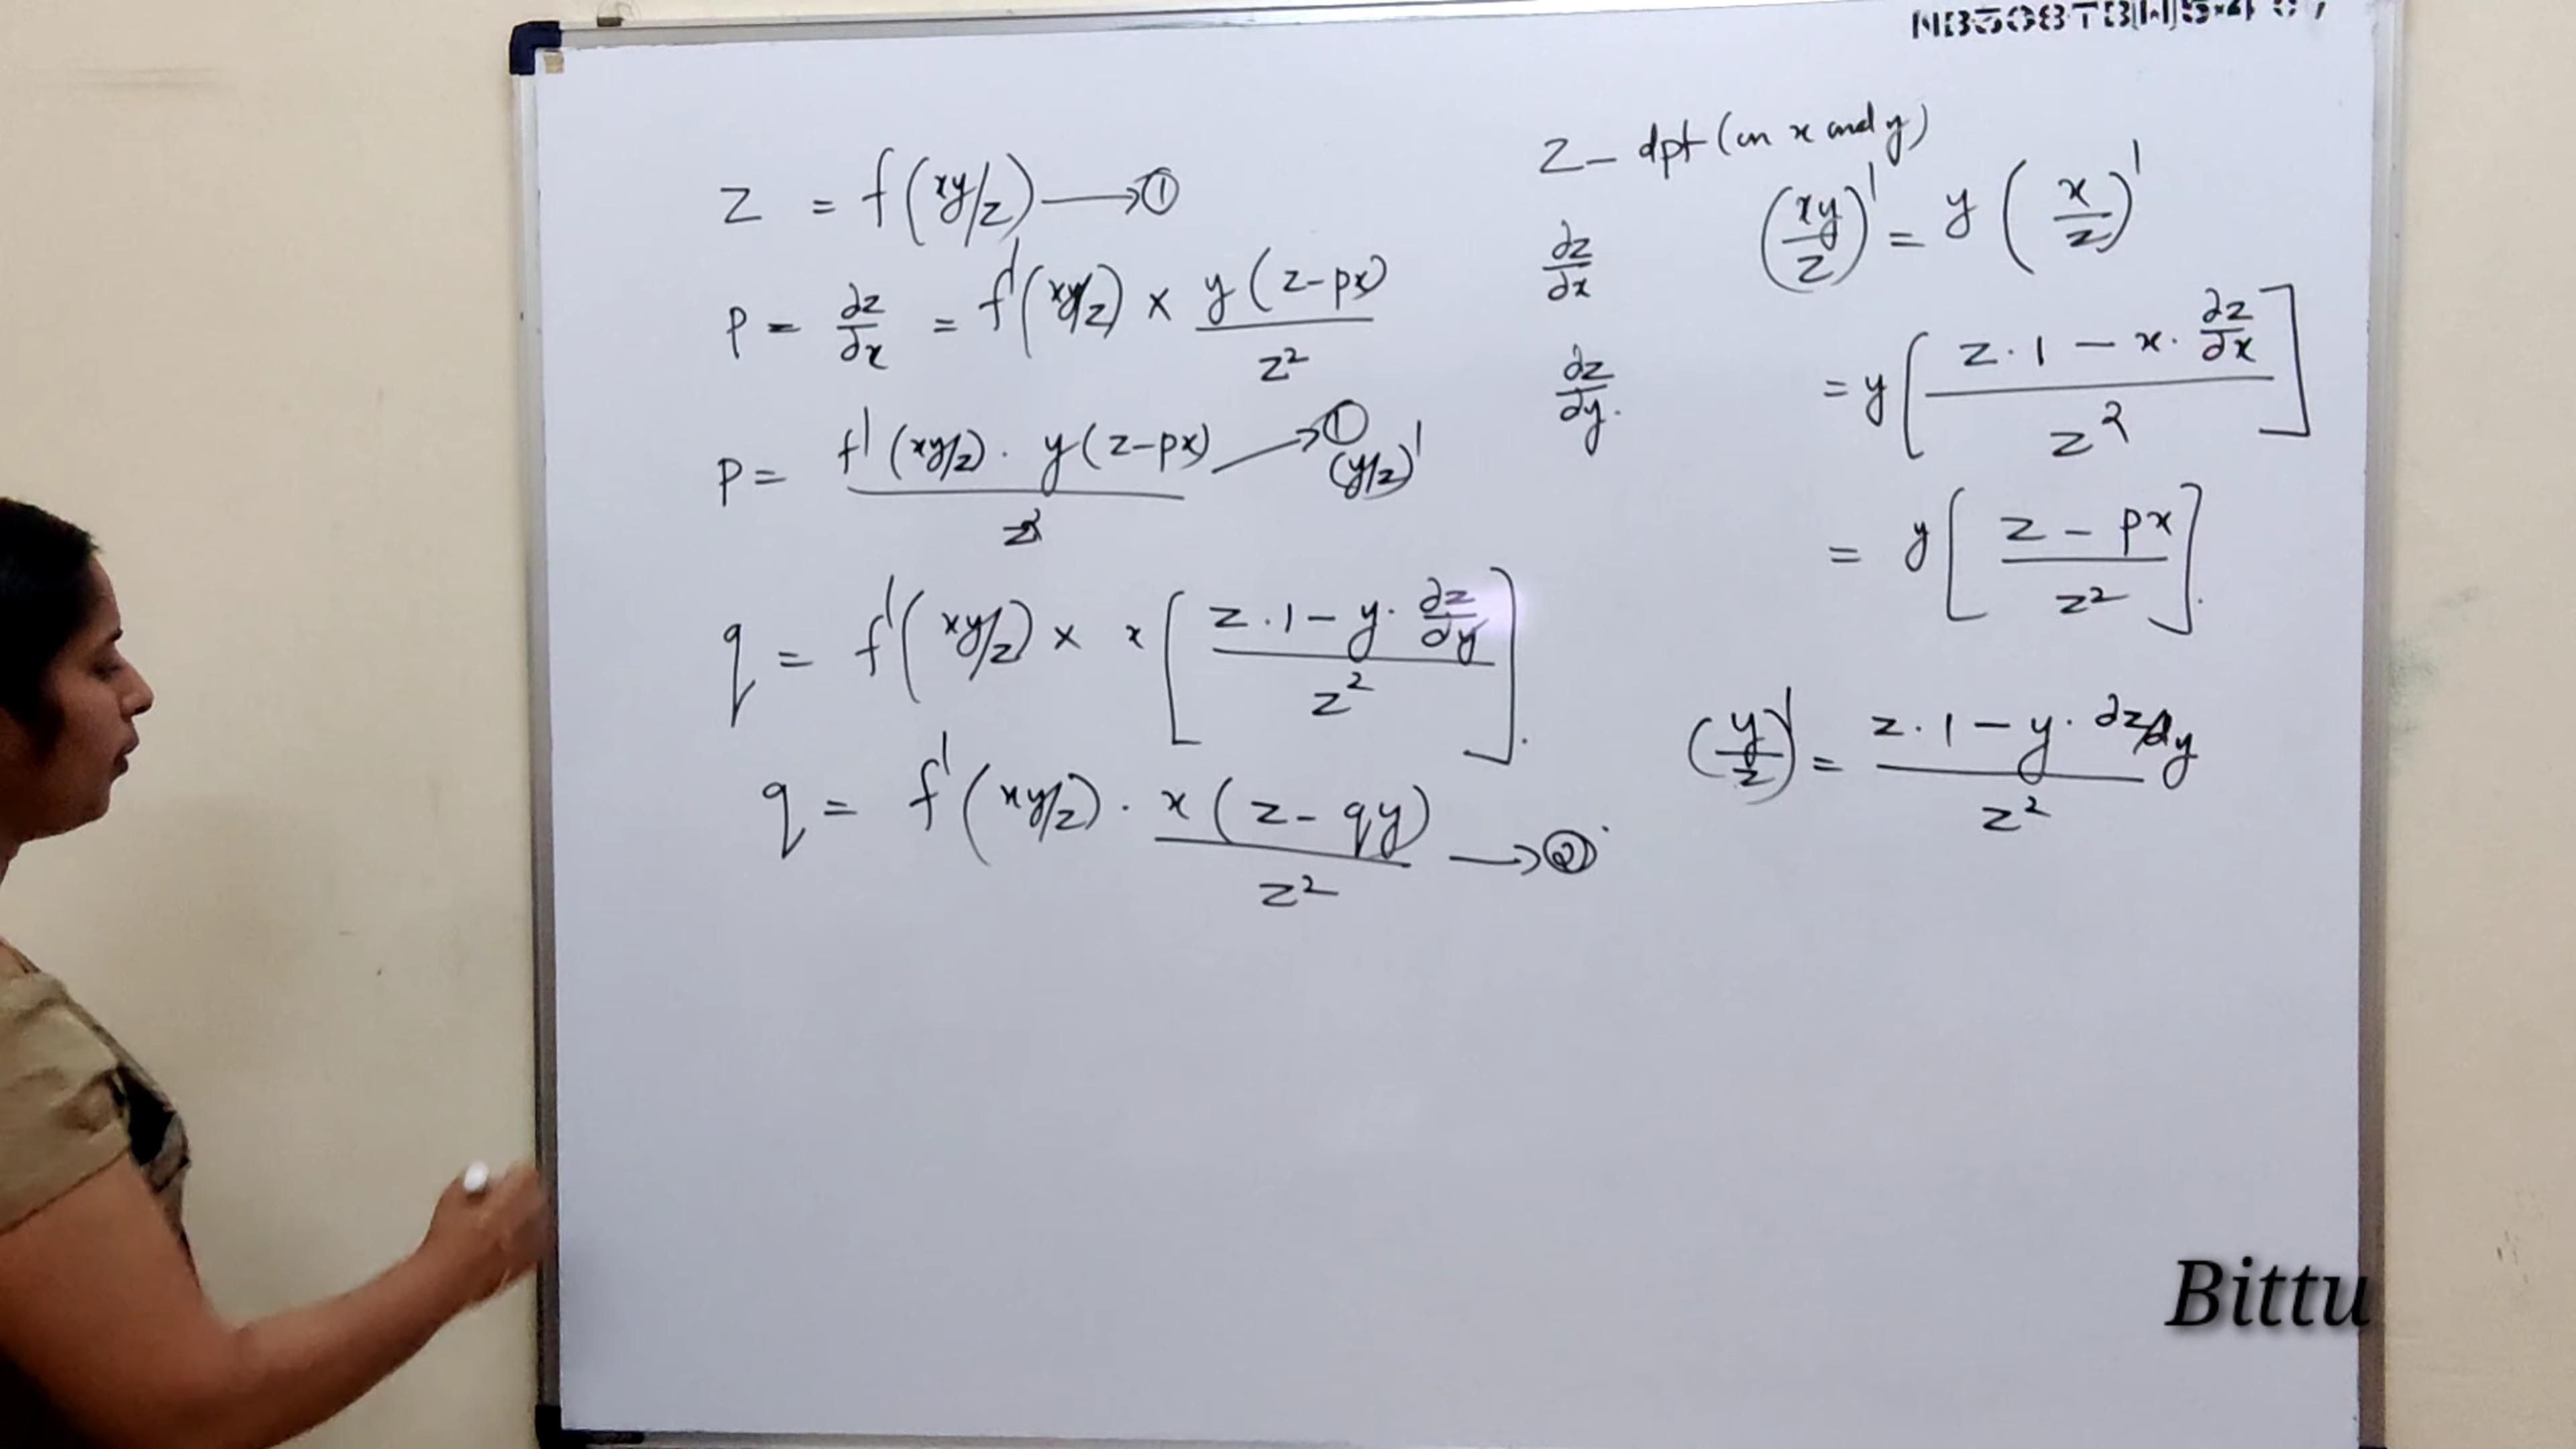 z = f(xy/z) → ①
p = ∂z/∂x = f'(xy/z) × y(z-px)/z²
p = f'(xy/z) · y(z-px)/z² → ①
(y/z)'
q = f'(xy/z) × x[z·1 - y·∂z/∂y / z²].
q = f'(xy/z) · x(z-qy)/z² → ②
z - dpt (on x and y)
∂z/∂x
∂z/∂y.
(xy/z)' = y(x/z)'
= y[z·1 - x·∂z/∂x / z²]
= y[z - px / z²].
(y/z)' = z·1 - y·∂z/∂y / z²
Bittu